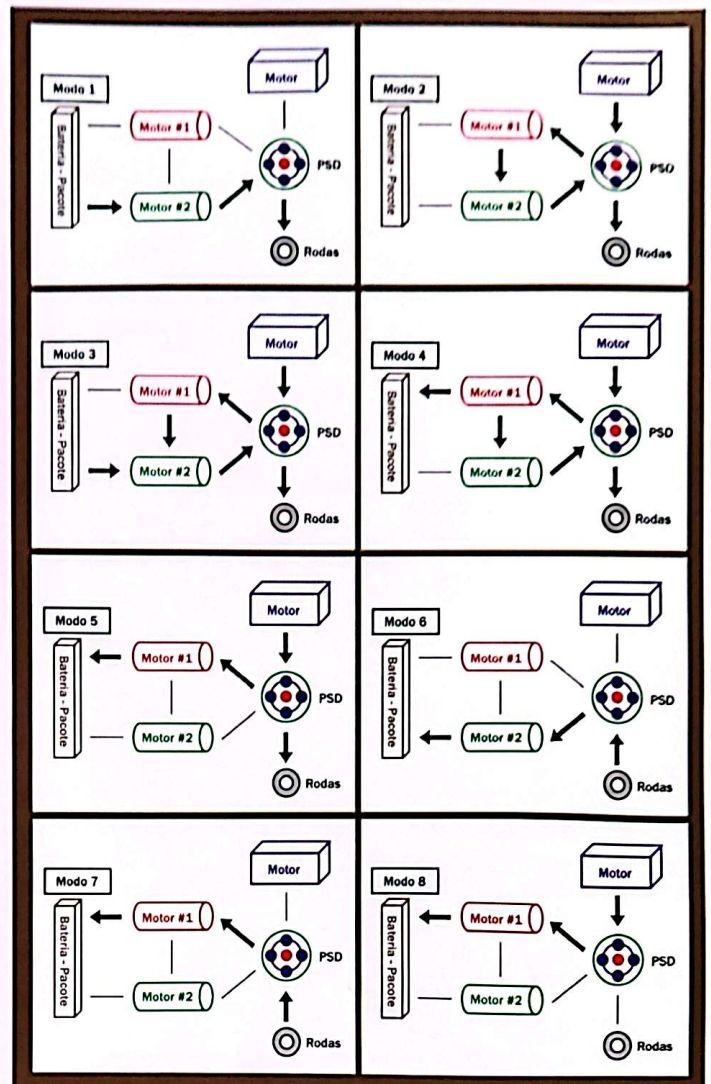 Motor
Modo 1
Bateria - Pacote
Motor #1
PSD
Motor #2
Rodas
Motor
Modo 2
Bateria - Pacote
Motor #1
PSD
Motor #2
Rodas
Motor
Modo 3
Bateria - Pacote
Motor #1
PSD
Motor #2
Rodas
Motor
Modo 4
Bateria - Pacote
Motor #1
PSD
Motor #2
Rodas
Motor
Modo 5
Bateria - Pacote
Motor #1
PSD
Motor #2
Rodas
Motor
Modo 6
Bateria - Pacote
Motor #1
PSD
Motor #2
Rodas
Motor
Modo 7
Bateria - Pacote
Motor #1
PSD
Motor #2
Rodas
Motor
Modo 8
Bateria - Pacote
Motor #1
PSD
Motor #2
Rodas